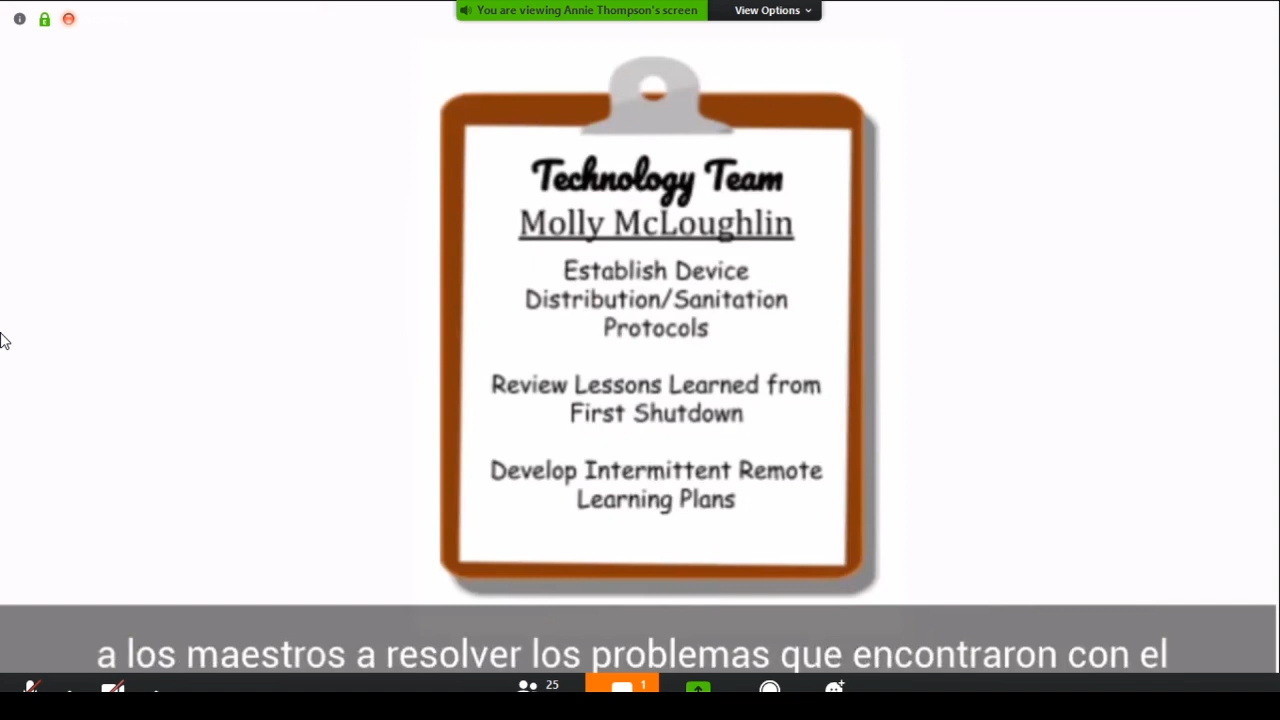 You are viewing Annie Thompson's screen
View Options
Technology Team
Molly McLoughlin
Establish Device
Distribution/Sanitation
Protocols
Review Lessons Learned from
First Shutdown
Develop Intermittent Remote
Learning Plans
a los maestros a resolver los problemas que encontraron con el
25
1